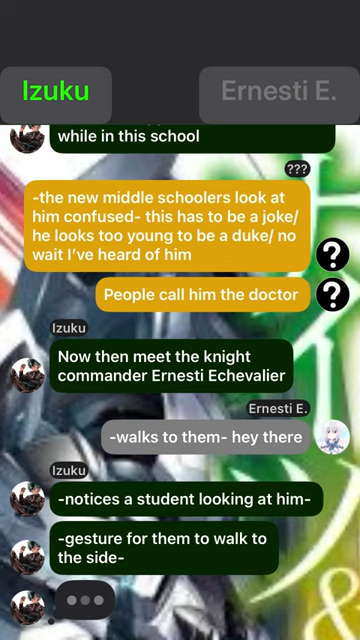 Izuku
Ernesti E.
while in this school
???
-the new middle schoolers look at
him confused- this has to be a joke/
he looks too young to be a duke/ no
wait I've heard of him
?
People call him the doctor
?
Izuku
Now then meet the knight
commander Ernesti Echevalier
Ernesti E.
-walks to them- hey there
Izuku
-notices a student looking at him-
-gesture for them to walk to
the side-